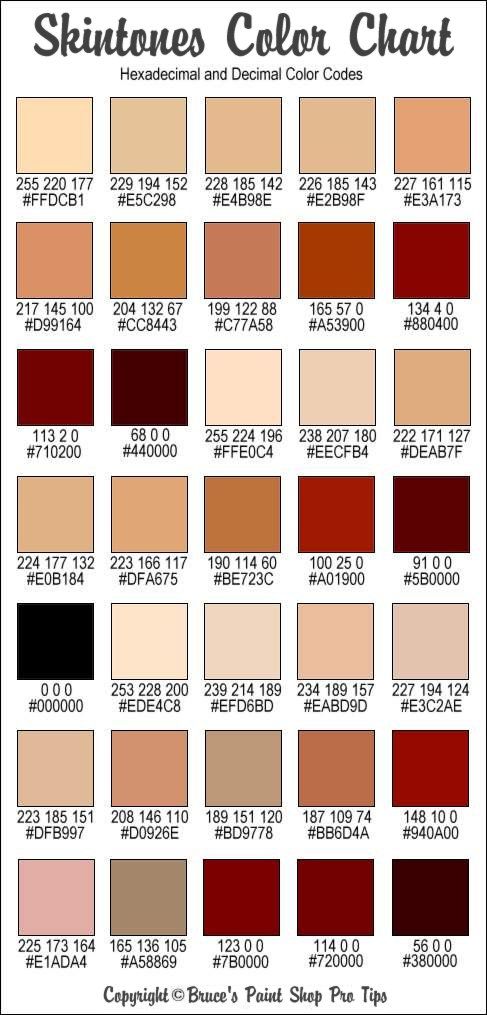 Skintones Color Chart
Hexadecimal and Decimal Color Codes
255 220 177
#FFDCB1
229 194 152
#E5C298
228 185 142
#E4B98E
226 185 143
#E2B98F
227 161 115
#E3A173
217 145 100
#D99164
204 132 67
#CC8443
199 122 88
#C77A58
165 57 0
#A53900
134 4 0
#880400
113 2 0
#710200
68 0 0
#440000
255 224 196
#FFE0C4
238 207 180
#EECFB4
222 171 127
#DEAB7F
224 177 132
#E0B184
223 166 117
#DFA675
190 114 60
#BE723C
100 25 0
#A01900
91 0 0
#5B0000
0 0 0
#000000
253 228 200
#EDE4C8
239 214 189
#EFD6BD
234 189 157
#EABD9D
227 194 124
#E3C2AE
223 185 151
#DFB997
208 146 110
#D0926E
189 151 120
#BD9778
187 109 74
#BB6D4A
148 10 0
#940A00
225 173 164
#E1ADA4
165 136 105
#A58869
123 0 0
#7B0000
114 0 0
#720000
56 0 0
#380000
Copyright © Bruce's Paint Shop Pro Tips